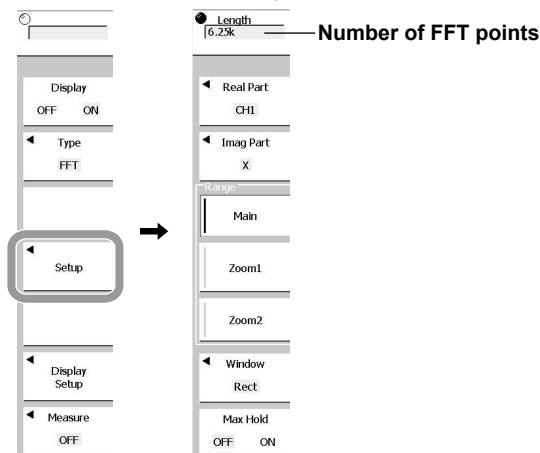 Display
OFF ON
Type
FFT
Setup
Display
Setup
Measure
OFF
Length
6.25k
Number of FFT points
Real Part
CH1
Imag Part
X
Range
Main
Zoom1
Zoom2
Window
Rect
Max Hold
OFF ON